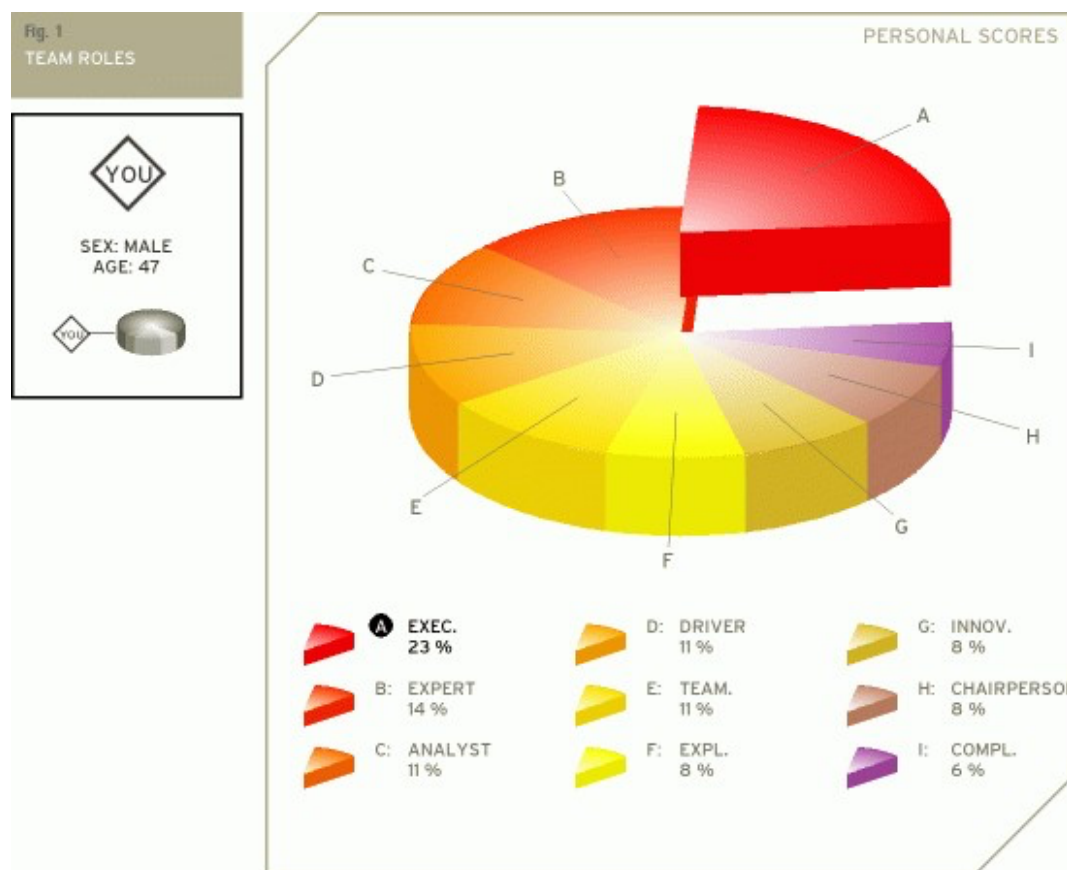 Fig. 1
TEAM ROLES
YOU
SEX: MALE
AGE: 47
YOU
PERSONAL SCORES
A
B
C
D
E
F
G
H
I
A EXEC.
23 %
B: EXPERT
14 %
C: ANALYST
11 %
D: DRIVER
11 %
E: TEAM.
11 %
F: EXPL.
8 %
G: INNOV.
8 %
H: CHAIRPERSO
8 %
I: COMPL.
6 %